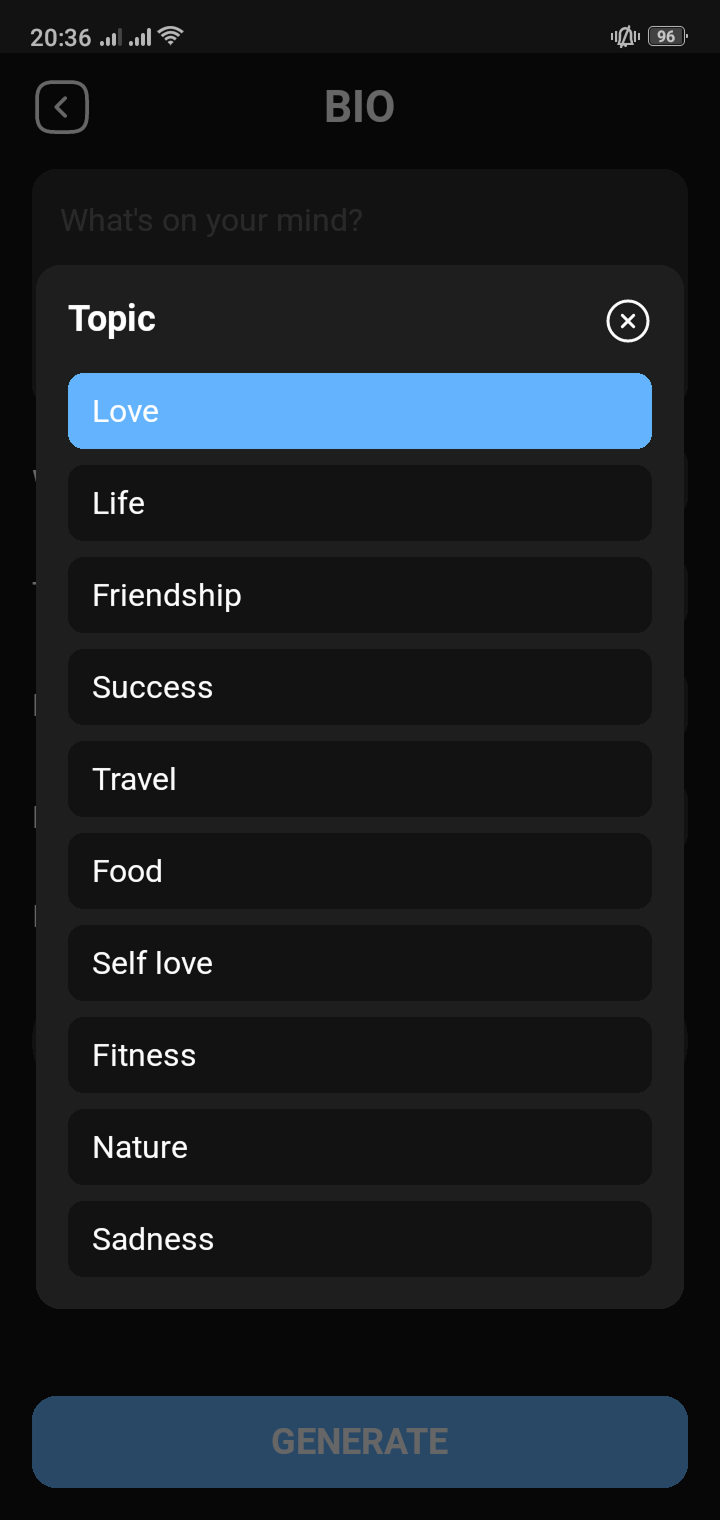 20:36
96
BIO
What's on your mind?
Topic
Love
Life
Friendship
Success
Travel
Food
Self love
Fitness
Nature
Sadness
GENERATE